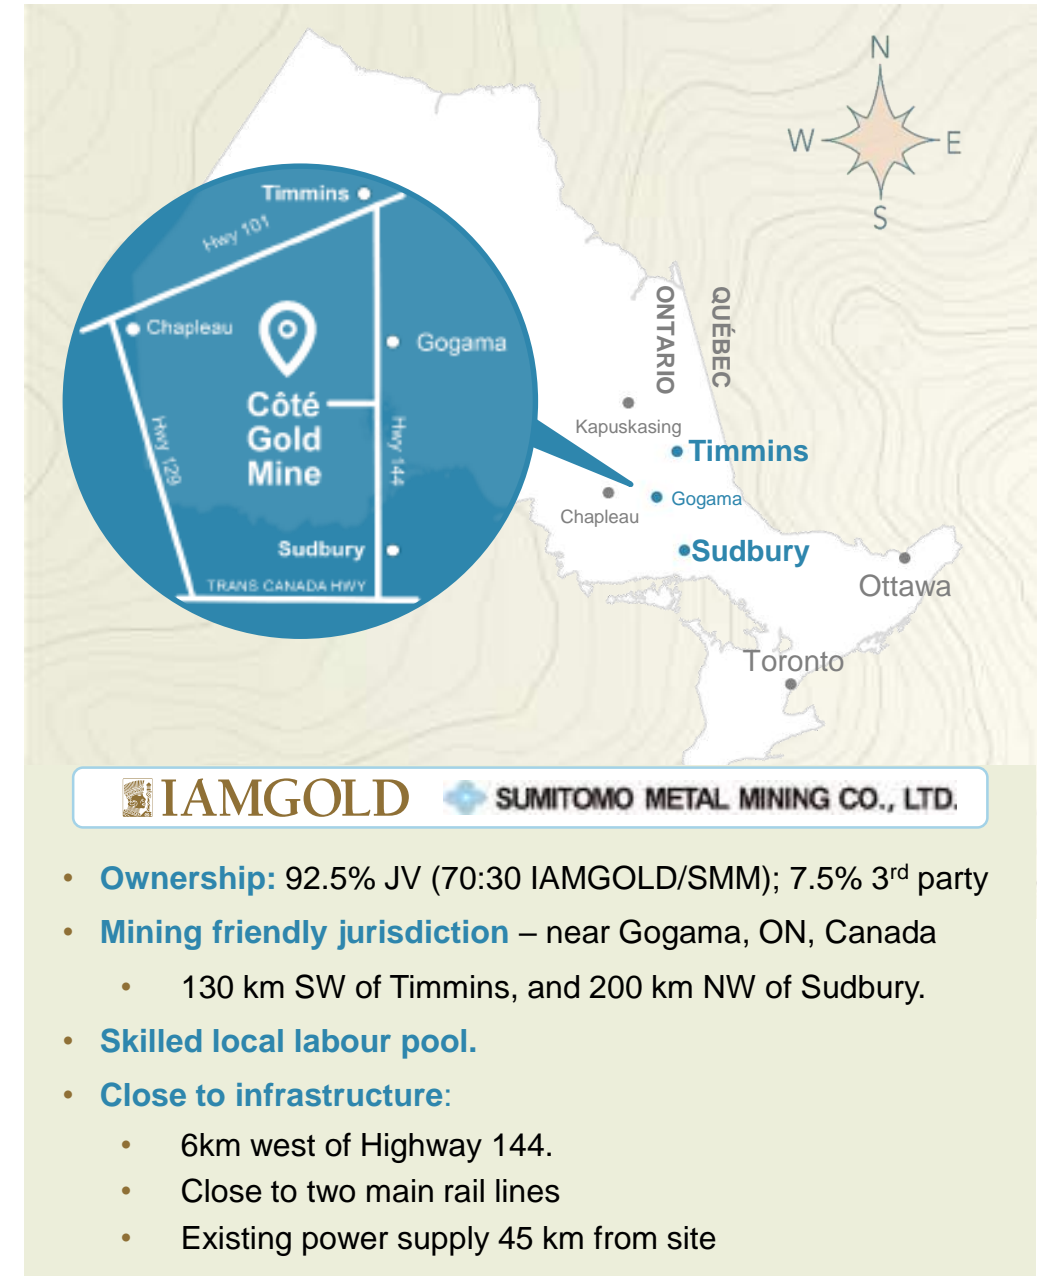 N
W
E
S
Timmins
Hwy 101
Chapleau
Gogama
Côté
Gold
Mine
Hwy 129
Hwy 144
Sudbury
TRANS CANADA HWY
ONTARIO
QUÉBEC
Kapuskasing
Timmins
Gogama
Chapleau
Sudbury
Ottawa
Toronto
IAMGOLD
SUMITOMO METAL MINING CO., LTD.
• Ownership: 92.5% JV (70:30 IAMGOLD/SMM); 7.5% 3rd party
• Mining friendly jurisdiction – near Gogama, ON, Canada
• 130 km SW of Timmins, and 200 km NW of Sudbury.
• Skilled local labour pool.
• Close to infrastructure:
• 6km west of Highway 144.
• Close to two main rail lines
• Existing power supply 45 km from site